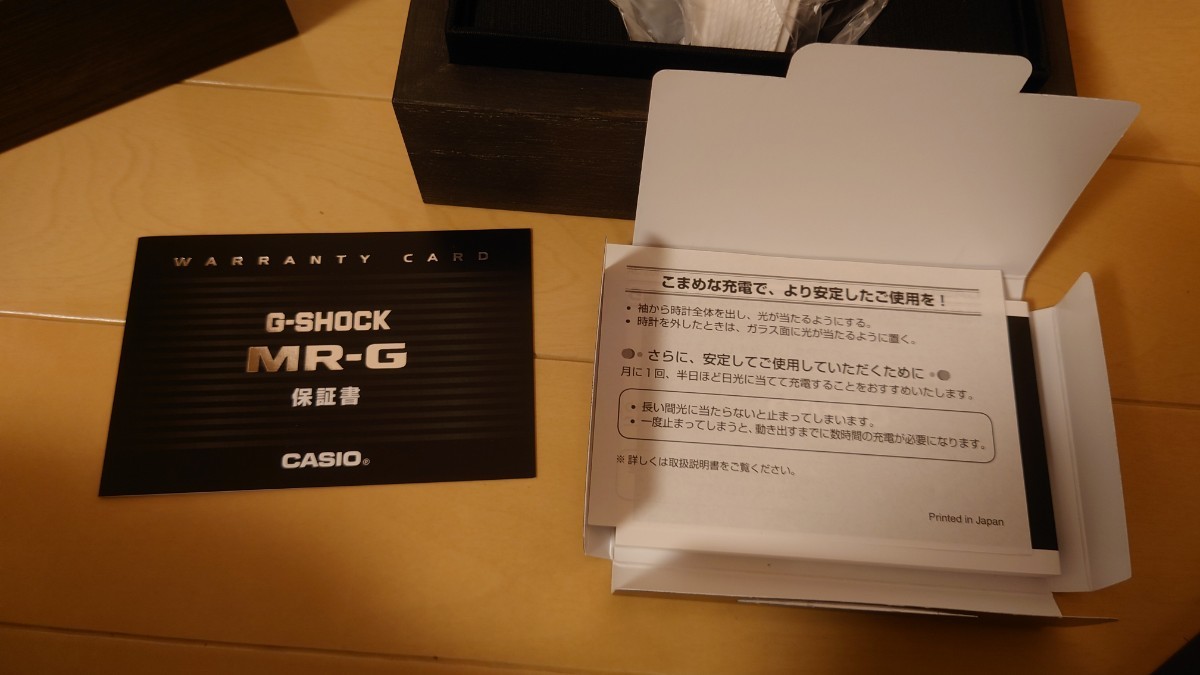 WARRANTY CARD
G-SHOCK
MR-G
保証書
CASIO®
こまめな充電で、より安定したご使用を！
• 袖から時計全体を出し、光が当たるようにする。
• 時計を外したときは、ガラス面に光が当たるように置く。
さらに、安定してご使用していただくために
月に1回、半日ほど日光に当てて充電することをおすすめいたします。
• 長い間光に当たらないと止まってしまいます。
• 一度止まってしまうと、動き出すまでに数時間の充電が必要になります。
※ 詳しくは取扱説明書をご覧ください。
Printed in Japan